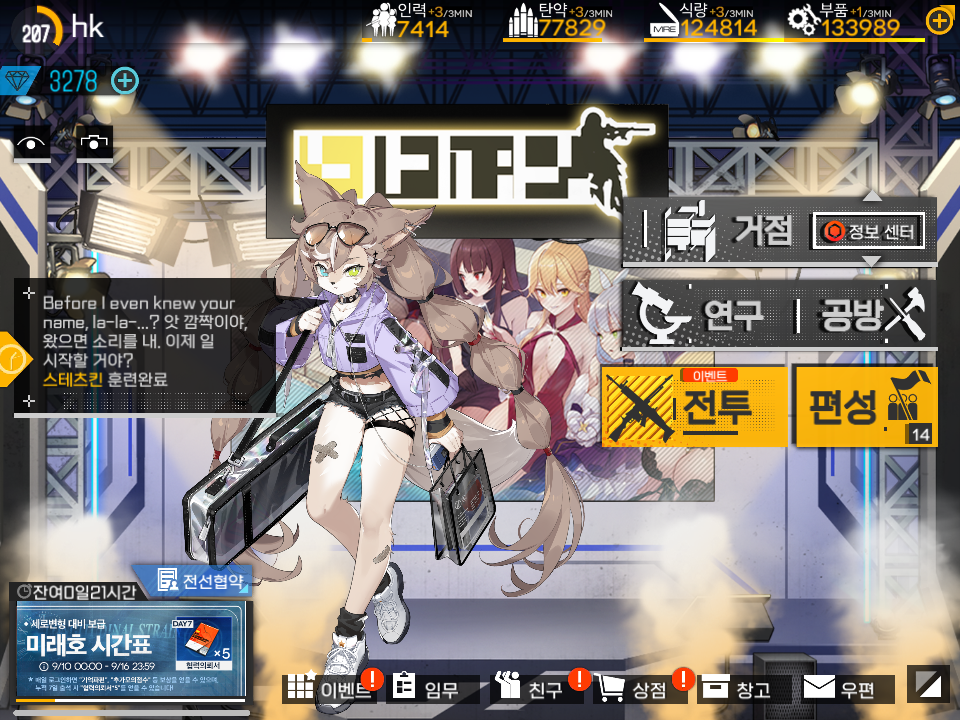 207
hk
인력 +3/3MIN
7414
탄약 +3/3MIN
77829
식량 +3/3MIN
MRE
124814
부품 +1/3MIN
133989
3278
거점
정보 센터
Before I even knew your
name, la-la-...? 앗 깜짝이야,
왔으면 소리를 내. 이제 일
시작할 거야?
스테츠킨 훈련완료
연구
공방
이벤트
전투
편성
14
전선협약
잔여0일21시간
• 세로변형 대비 보급
미래호 시간표
9/10 00:00 - 9/16 23:59
DAY7
×5
협력의뢰서
이벤트
임무
친구
상점
창고
우편